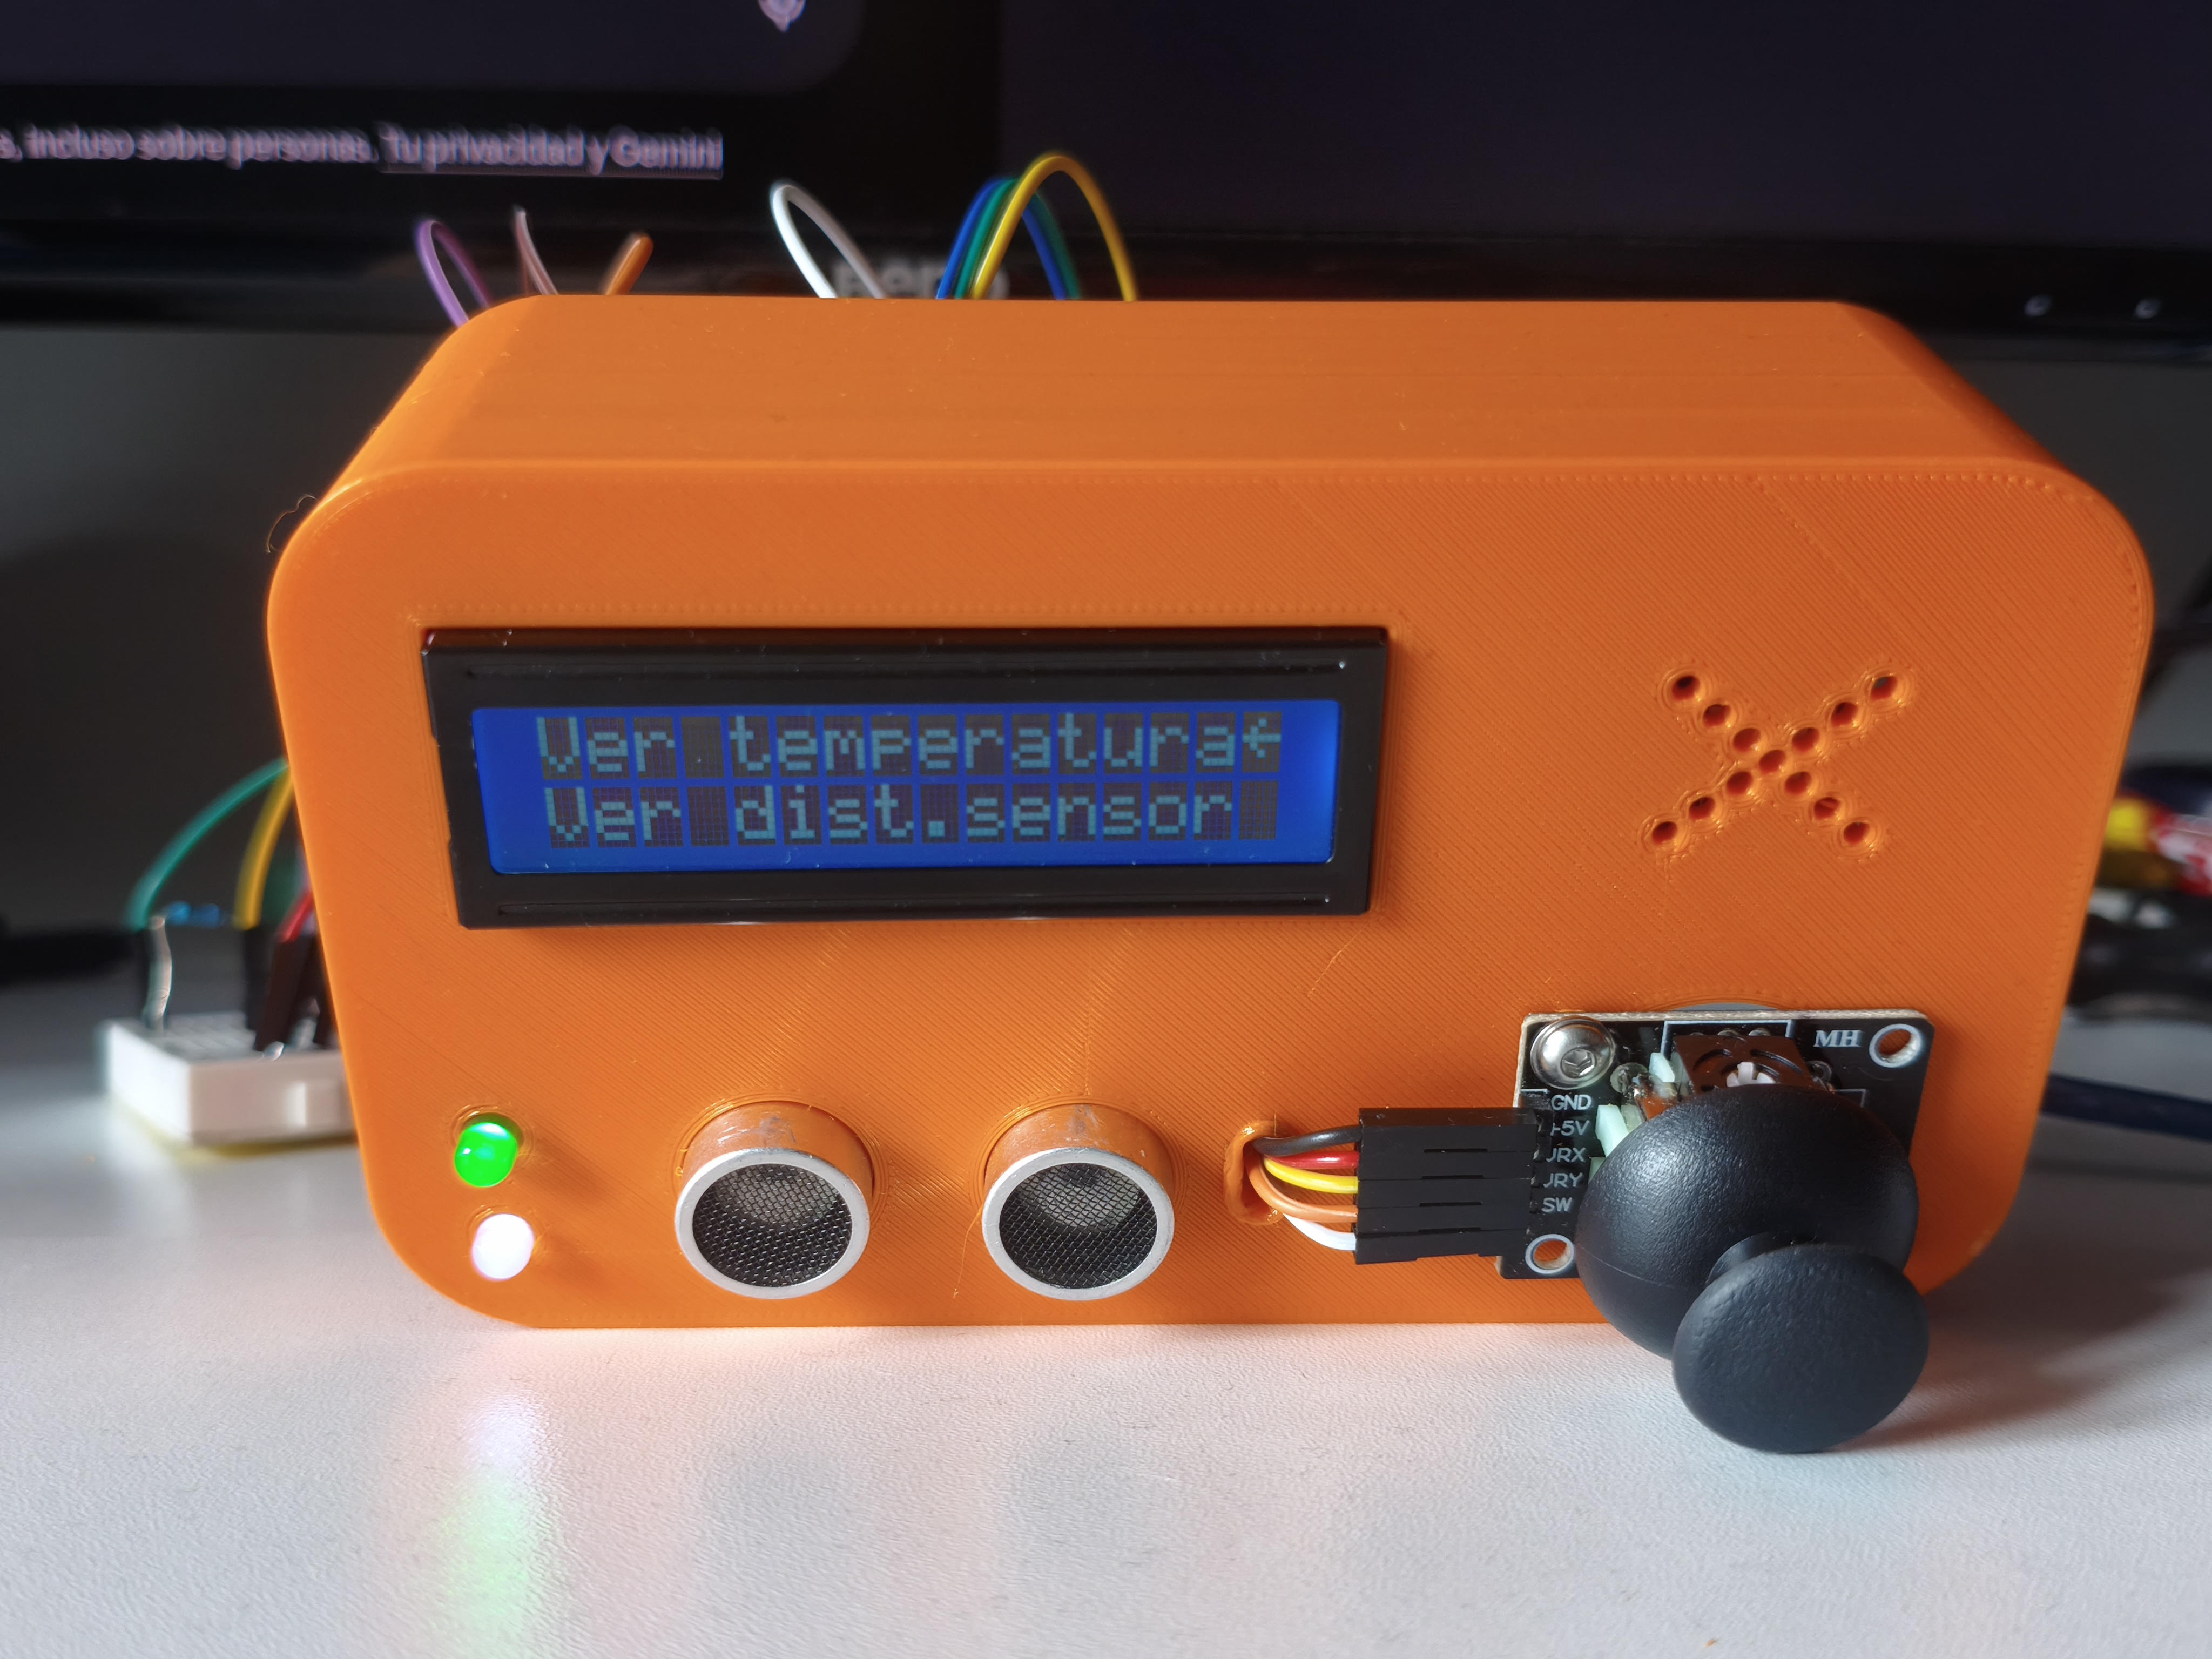 s, incluso sobre personas. Tu privacidad y Gemini
Ver temperatura←
Ver dist.sensor
MH
GND
+5V
VRX
VRY
SW